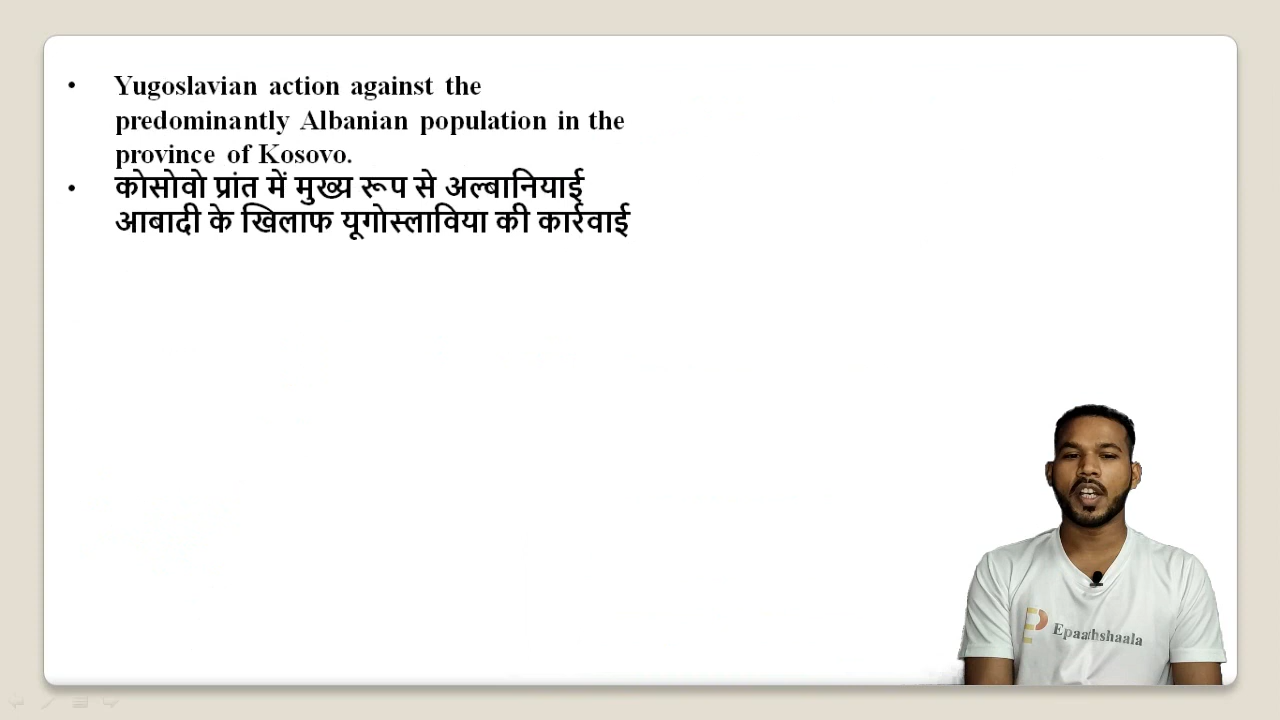 • Yugoslavian action against the
predominantly Albanian population in the
province of Kosovo.
• कोसोवो प्रांत में मुख्य रूप से अल्बानियाई
आबादी के खिलाफ यूगोस्लाविया की कार्रवाई
Epaathshaala